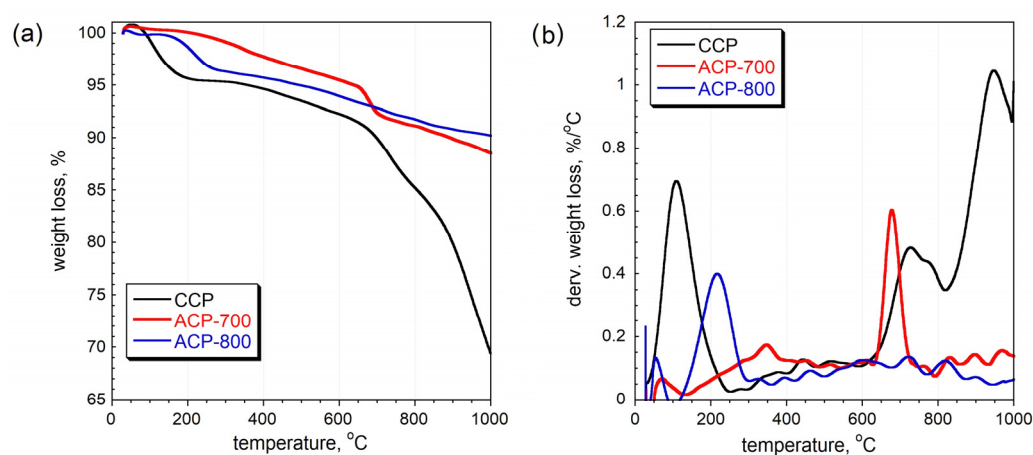 (a)
weight loss, %
100
95
90
85
80
75
70
65
CCP
ACP-700
ACP-800
0 200 400 600 800 1000
temperature, °C
(b)
derv. weight loss, %/°C
1.2
1
0.8
0.6
0.4
0.2
0
CCP
ACP-700
ACP-800
0 200 400 600 800 1000
temperature, °C